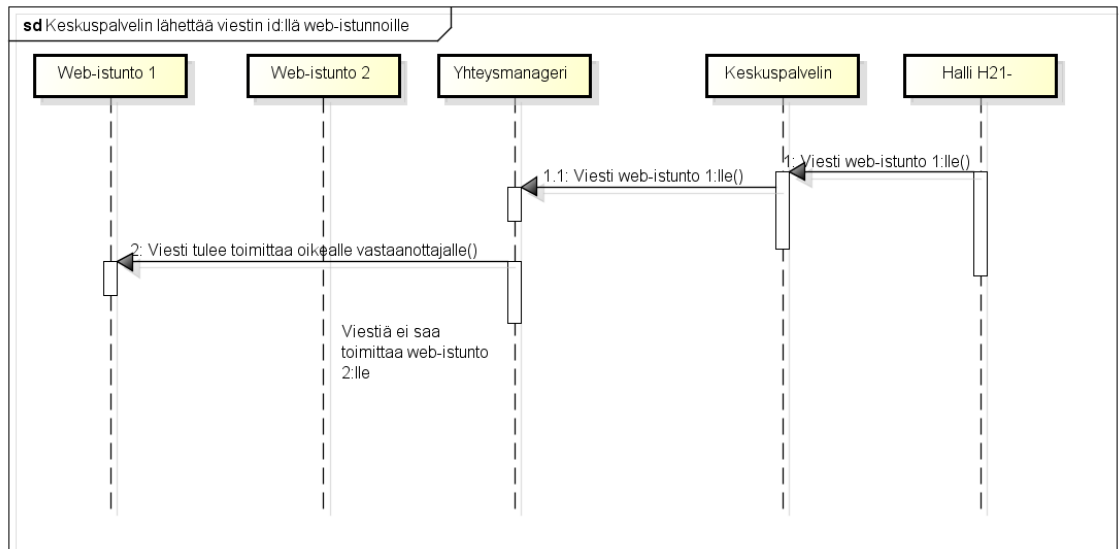 sd Keskuspalvelin lähettää viestin id:llä web-istunnoille
Web-istunto 1
Web-istunto 2
Yhteysmanageri
Keskuspalvelin
Halli H21-
1: Viesti web-istunto 1:lle()
1.1: Viesti web-istunto 1:lle()
2: Viesti tulee toimittaa oikealle vastaanottajalle()
Viestiä ei saa
toimittaa web-istunto
2:lle